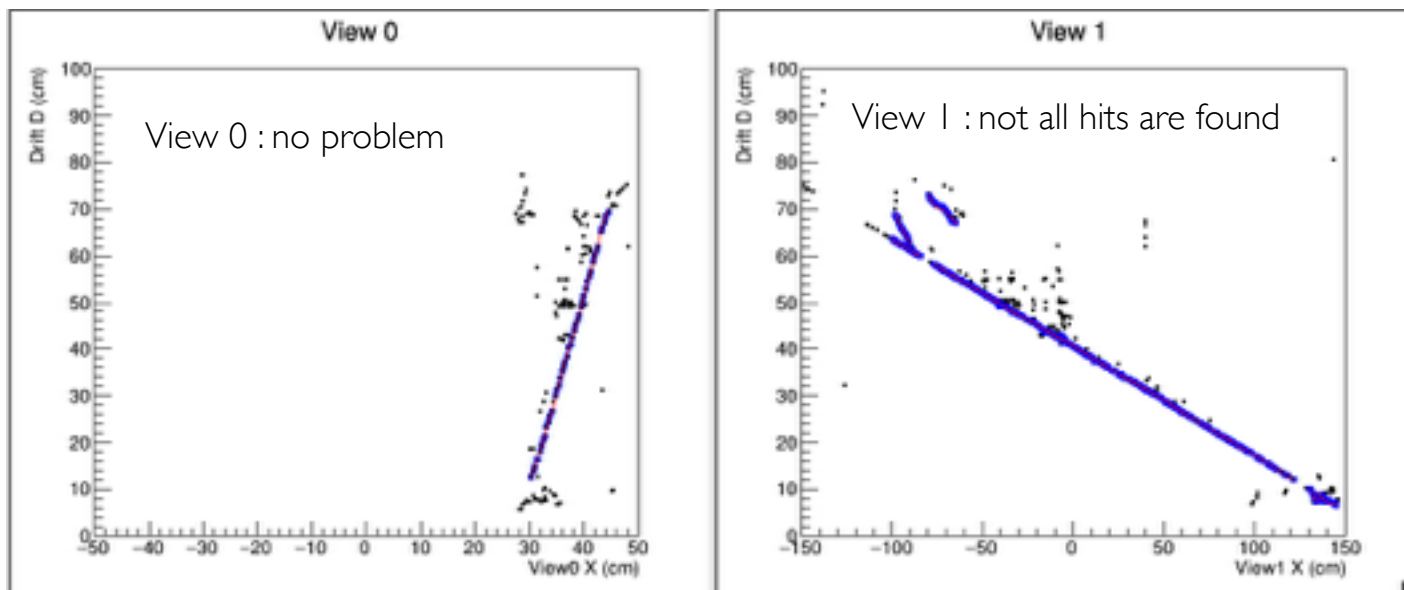 View 0
View 0 : no problem
Drift D (cm)
100
90
80
70
60
50
40
30
20
10
0
−50 −40 −30 −20 −10 0 10 20 30 40 50
View0 X (cm)
View 1
View 1 : not all hits are found
Drift D (cm)
100
90
80
70
60
50
40
30
20
10
0
−150 −100 −50 0 50 100 150
View1 X (cm)